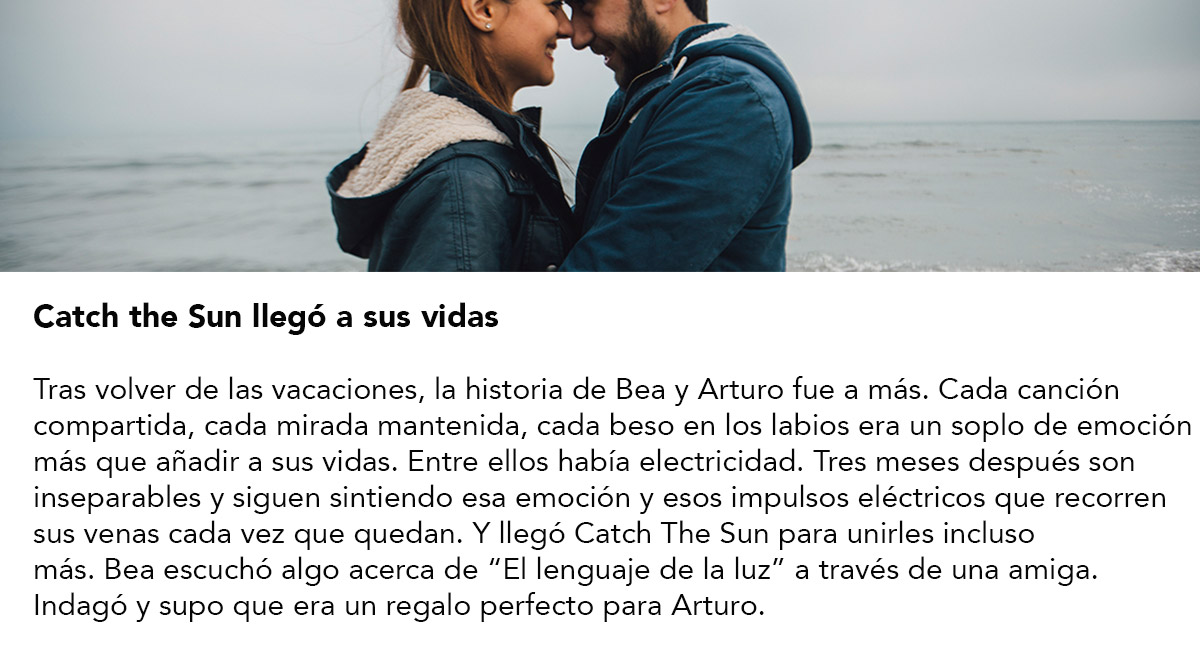 Catch the Sun llegó a sus vidas
Tras volver de las vacaciones, la historia de Bea y Arturo fue a más. Cada canción
compartida, cada mirada mantenida, cada beso en los labios era un soplo de emoción
más que añadir a sus vidas. Entre ellos había electricidad. Tres meses después son
inseparables y siguen sintiendo esa emoción y esos impulsos eléctricos que recorren
sus venas cada vez que quedan. Y llegó Catch The Sun para unirles incluso
más. Bea escuchó algo acerca de “El lenguaje de la luz” a través de una amiga.
Indagó y supo que era un regalo perfecto para Arturo.